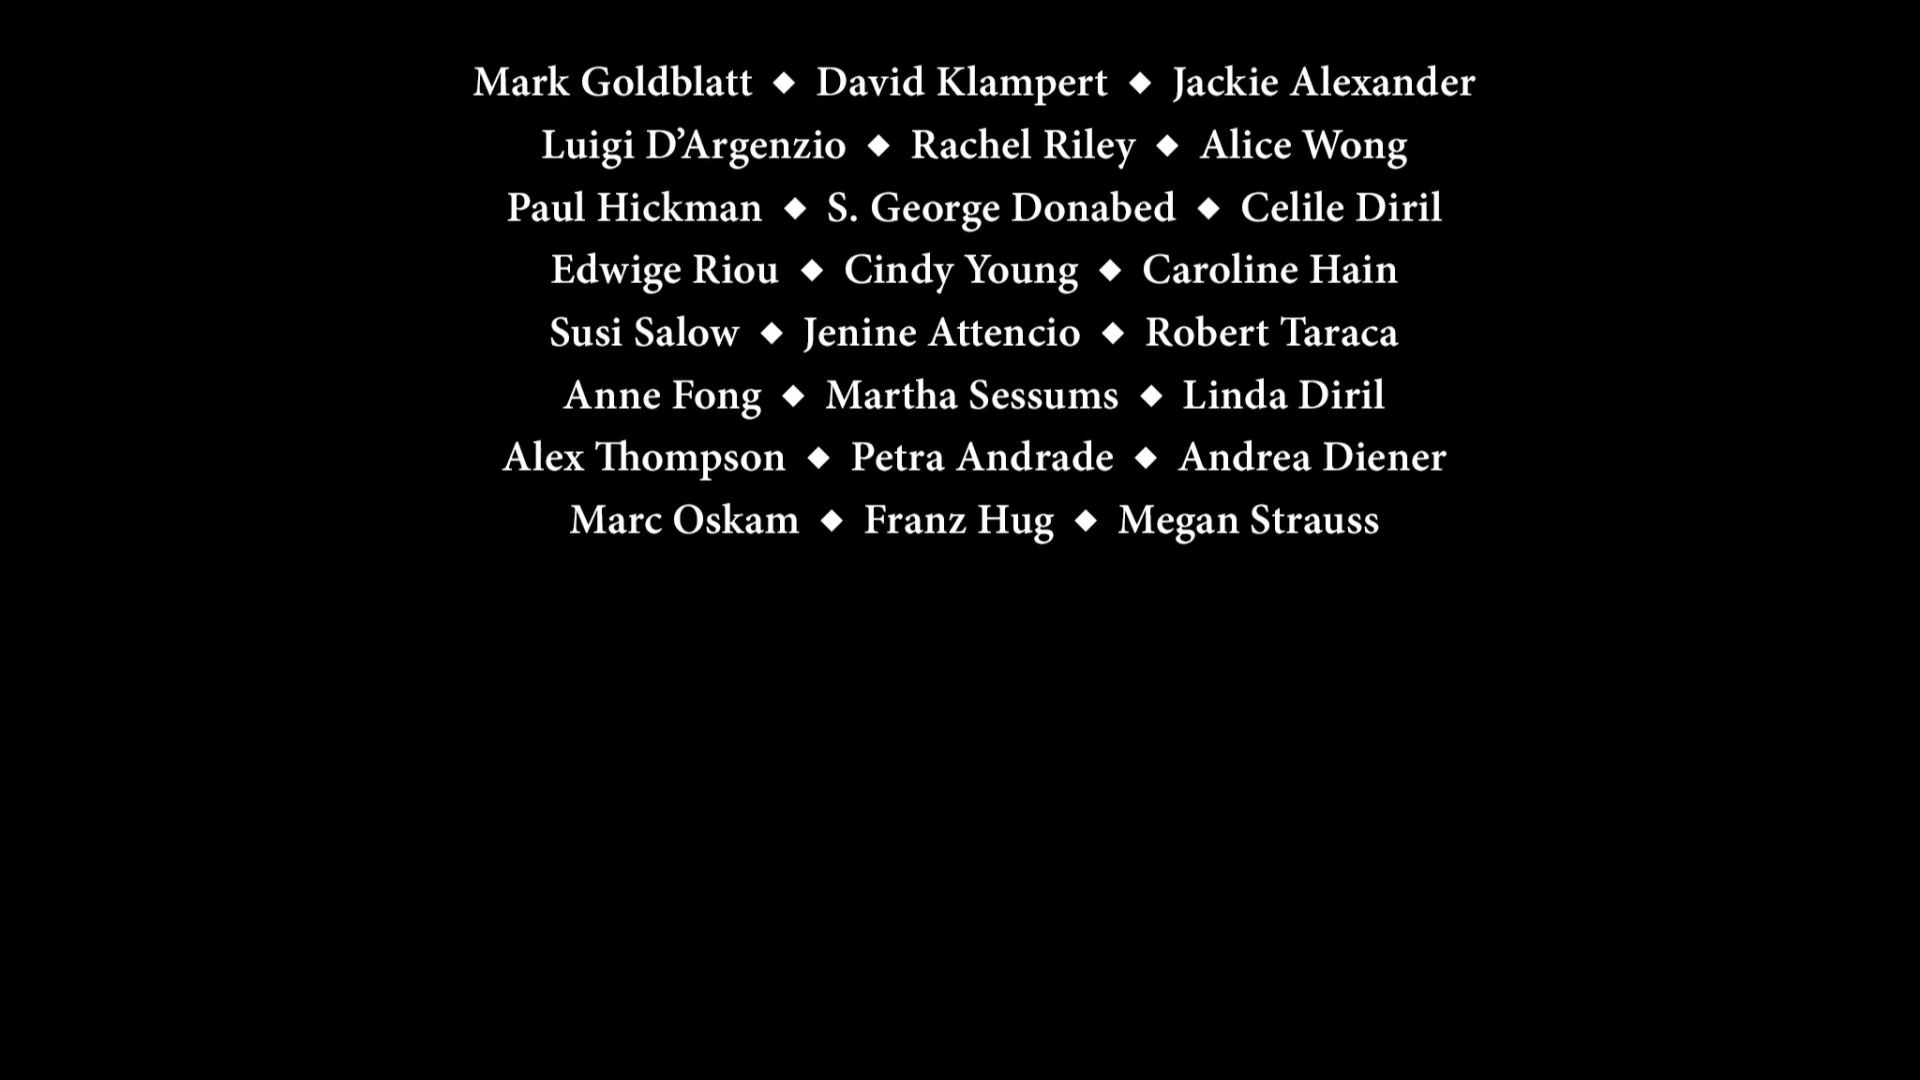 Mark Goldblatt ◆ David Klampert ◆ Jackie Alexander
Luigi D’Argenzio ◆ Rachel Riley ◆ Alice Wong
Paul Hickman ◆ S. George Donabed ◆ Celile Diril
Edwige Riou ◆ Cindy Young ◆ Caroline Hain
Susi Salow ◆ Jenine Attencio ◆ Robert Taraca
Anne Fong ◆ Martha Sessums ◆ Linda Diril
Alex Thompson ◆ Petra Andrade ◆ Andrea Diener
Marc Oskam ◆ Franz Hug ◆ Megan Strauss